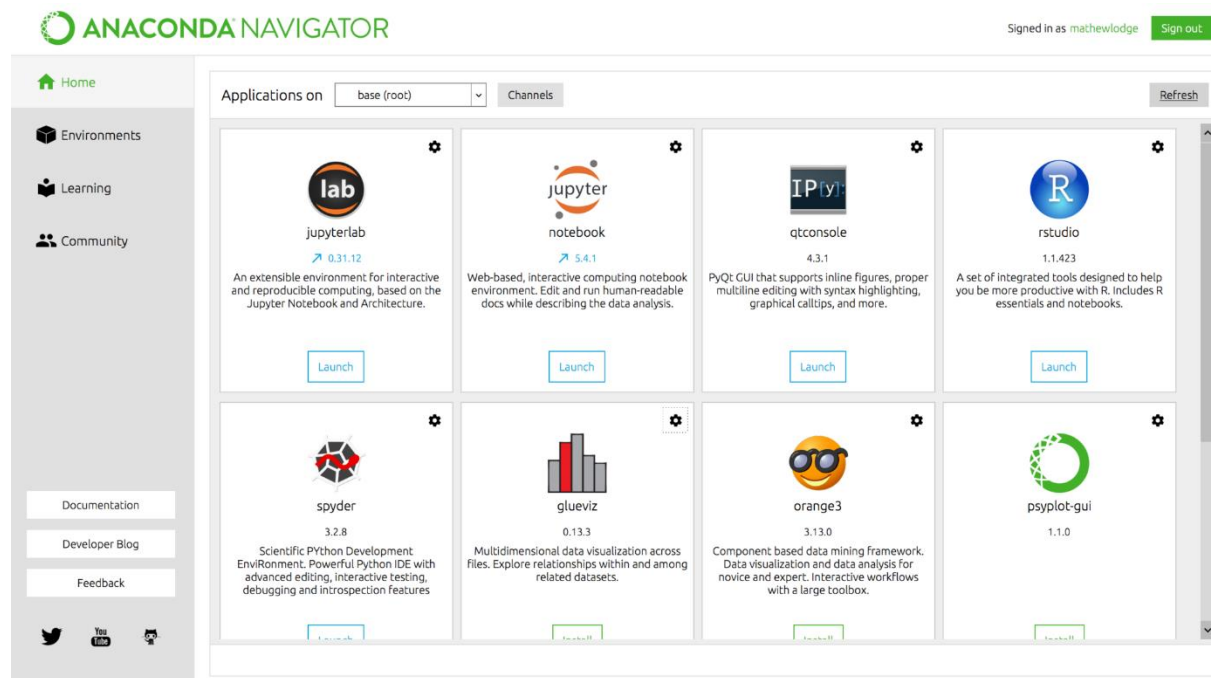 ANACONDA NAVIGATOR
Signed in as mathewlodge
Sign out
Home
Environments
Learning
Community
Documentation
Developer Blog
Feedback
You
Tube
Applications on
base (root)
Channels
Refresh
lab
jupyterlab
0.31.12
An extensible environment for interactive
and reproducible computing, based on the
Jupyter Notebook and Architecture.
Launch
jupyter
notebook
5.4.1
Web-based, interactive computing notebook
environment. Edit and run human-readable
docs while describing the data analysis.
Launch
IP[y]:
qtconsole
4.3.1
PyQt GUI that supports inline figures, proper
multiline editing with syntax highlighting,
graphical calltips, and more.
Launch
R
rstudio
1.1.423
A set of integrated tools designed to help
you be more productive with R. Includes R
essentials and notebooks.
Launch
spyder
3.2.8
Scientific PYthon Development
EnviRonment. Powerful Python IDE with
advanced editing, interactive testing,
debugging and introspection features
Launch
glueviz
0.13.3
Multidimensional data visualization across
files. Explore relationships within and among
related datasets.
Install
orange3
3.13.0
Component based data mining framework.
Data visualization and data analysis for
novice and expert. Interactive workflows
with a large toolbox.
Install
psyplot-gui
1.1.0
Install